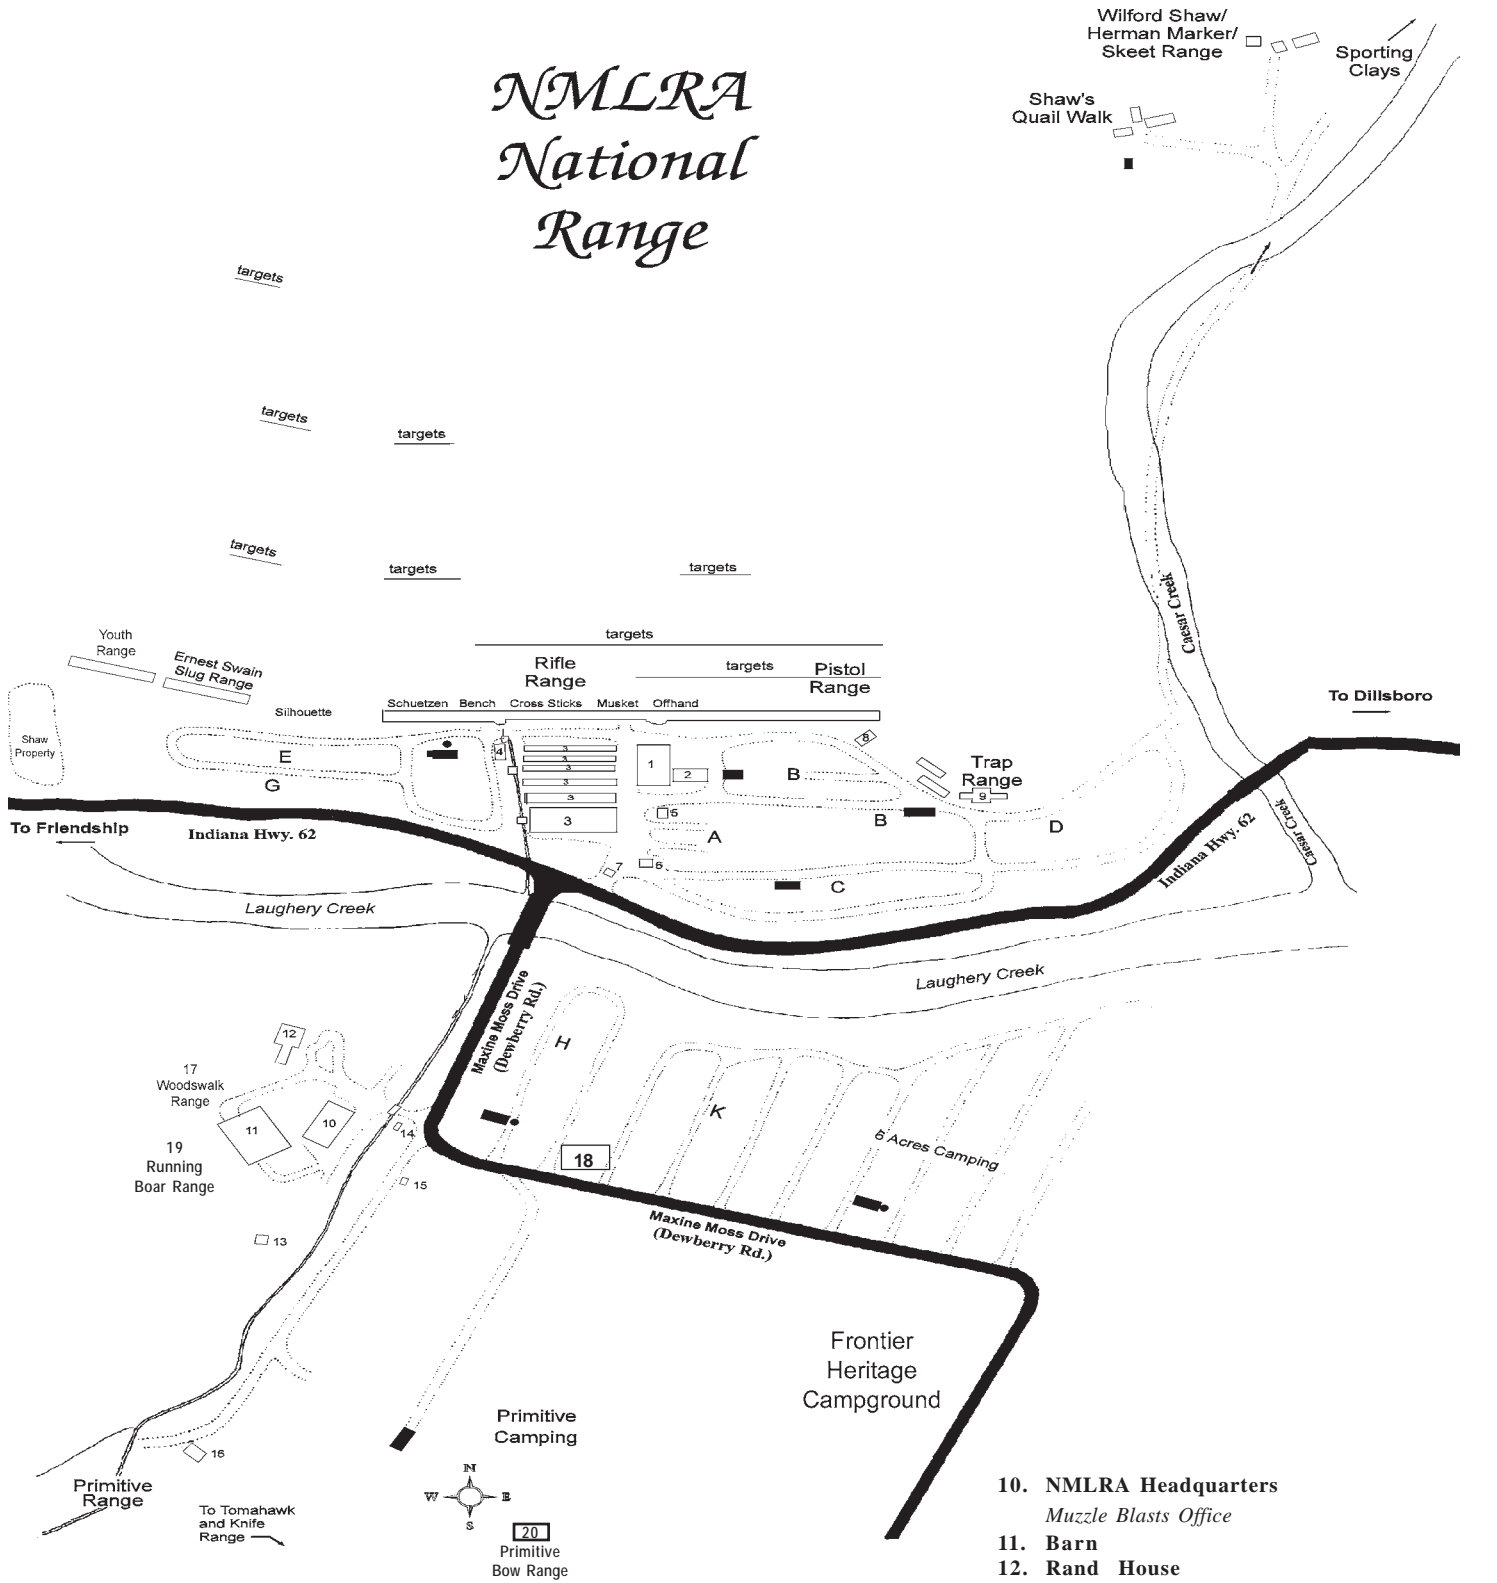 NMLRA
National
Range
Wilford Shaw/
Herman Marker/
Skeet Range
Sporting
Clays
Shaw's
Quail Walk
targets
targets
targets
targets
targets
targets
targets
targets
Youth
Range
Ernest Swain
Slug Range
Silhouette
Rifle
Range
Pistol
Range
Schuetzen Bench Cross Sticks Musket Offhand
Caesar Creek
To Dillsboro
Shaw
Property
E
G
4
3
3
3
3
3
3
1
2
B
8
Trap
Range
9
5
B
A
D
6
7
C
To Friendship
Indiana Hwy. 62
Indiana Hwy. 62
Caesar Creek
Caesar
Laughery Creek
Laughery Creek
Maxine Moss Drive
(Dewberry Rd.)
H
K
12
17
Woodswalk
Range
11
10
14
19
Running
Boar Range
15
13
18
6 Acres Camping
Maxine Moss Drive
(Dewberry Rd.)
Frontier
Heritage
Campground
Primitive
Camping
16
Primitive
Range
To Tomahawk
and Knife
Range
N
W E
S
20
Primitive
Bow Range
10. NMLRA Headquarters
Muzzle Blasts Office
11. Barn
12. Rand House